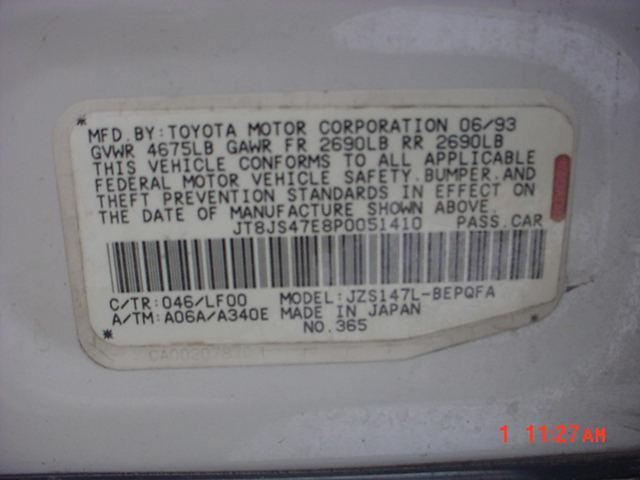 MFD. BY: TOYOTA MOTOR CORPORATION 06/93
GVWR 4675LB GAWR FR 2690LB RR 2690LB
THIS VEHICLE CONFORMS TO ALL APPLICABLE
FEDERAL MOTOR VEHICLE SAFETY, BUMPER, AND
THEFT PREVENTION STANDARDS IN EFFECT ON
THE DATE OF MANUFACTURE SHOWN ABOVE.
JT8JS47E8P0051410 PASS. CAR
C/TR: 046/LF00 MODEL: JZS147L-BEPQFA
A/TM: A06A/A340E MADE IN JAPAN
NO. 365
1 11:27AM